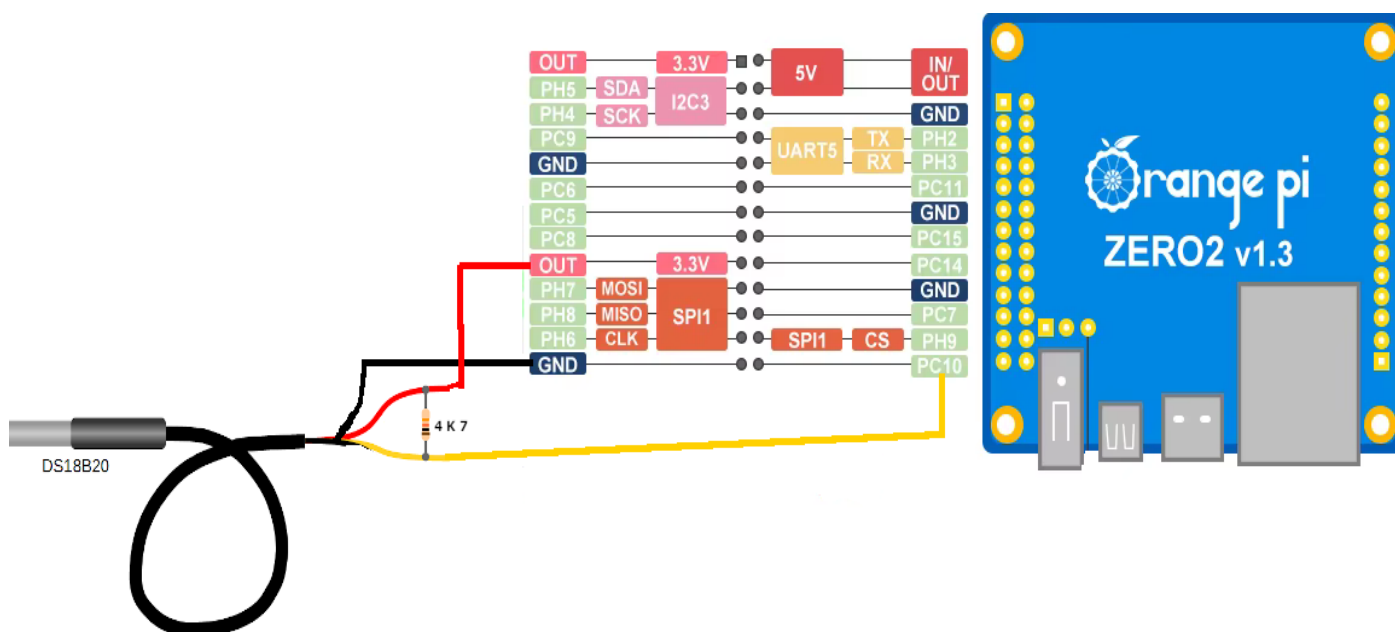 OUT 3.3V 5V IN/
OUT
PH5 SDA I2C3
PH4 SCK GND
PC9 UART5 TX PH2
GND RX PH3
PC6 PC11
PC5 GND
PC8 PC15
OUT 3.3V PC14
PH7 MOSI SPI1 GND
PH8 MISO PC7
PH6 CLK SPI1 CS PH9
GND PC10
4 K 7
DS18B20
Orange pi
ZERO2 v1.3